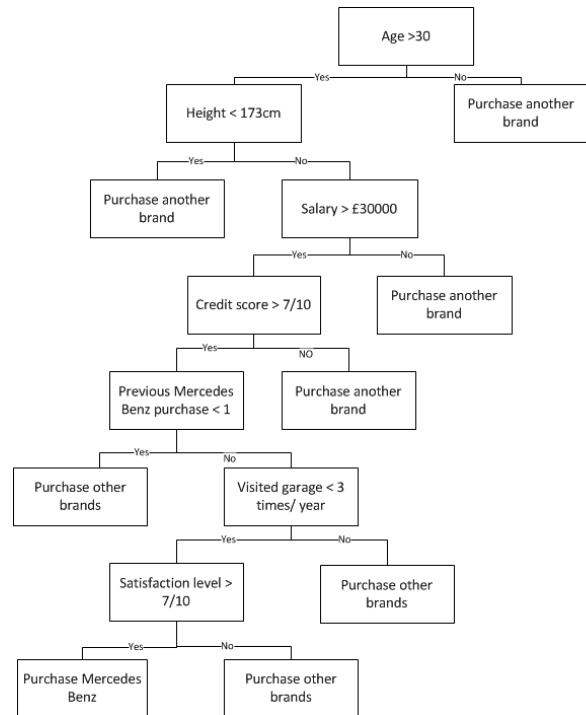 Age >30
Yes
No
Height < 173cm
Purchase another
brand
Yes
No
Purchase another
brand
Salary > £30000
Yes
No
Credit score > 7/10
Purchase another
brand
Yes
NO
Previous Mercedes
Benz purchase < 1
Purchase another
brand
Yes
No
Purchase other
brands
Visited garage < 3
times/ year
Yes
No
Satisfaction level >
7/10
Purchase other
brands
Yes
No
Purchase Mercedes
Benz
Purchase other
brands